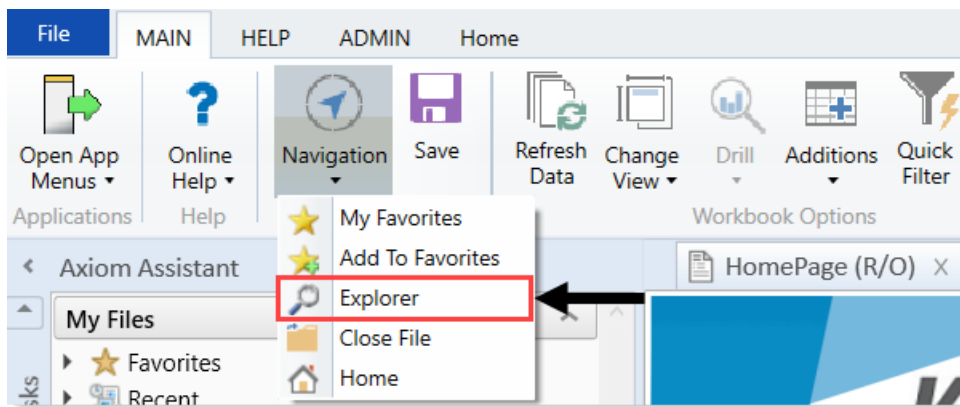 File MAIN HELP ADMIN Home
Open App Menus
Online Help
Navigation
Save
Refresh Data
Change View
Drill
Additions
Quick Filter
Applications Help Workbook Options
My Favorites
Add To Favorites
Explorer
Close File
Home
Axiom Assistant
HomePage (R/O) X
My Files
Favorites
Recent